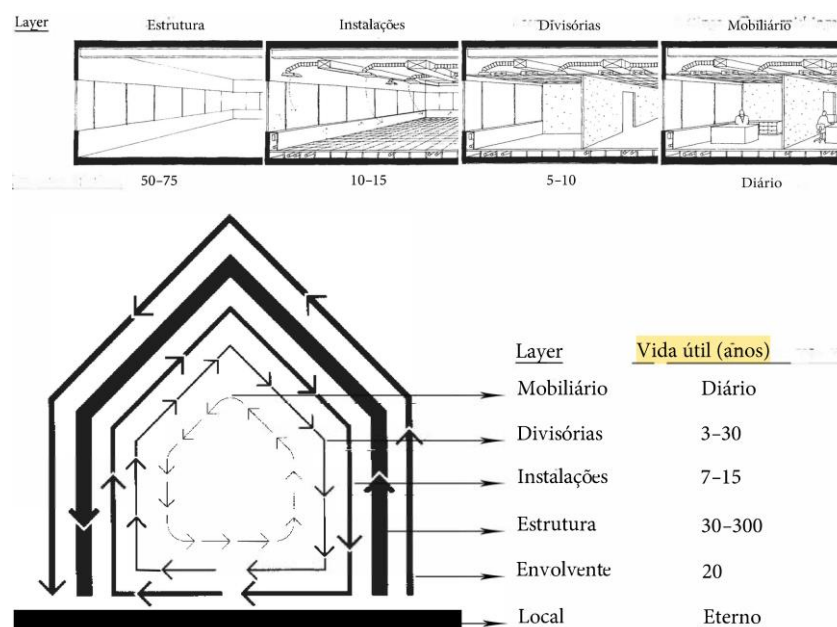 Layer Estrutura Instalações Divisórias Mobiliário
50–75 10–15 5–10 Diário
Layer Vida útil (anos)
Mobiliário Diário
Divisórias 3–30
Instalações 7–15
Estrutura 30–300
Envolvente 20
Local Eterno